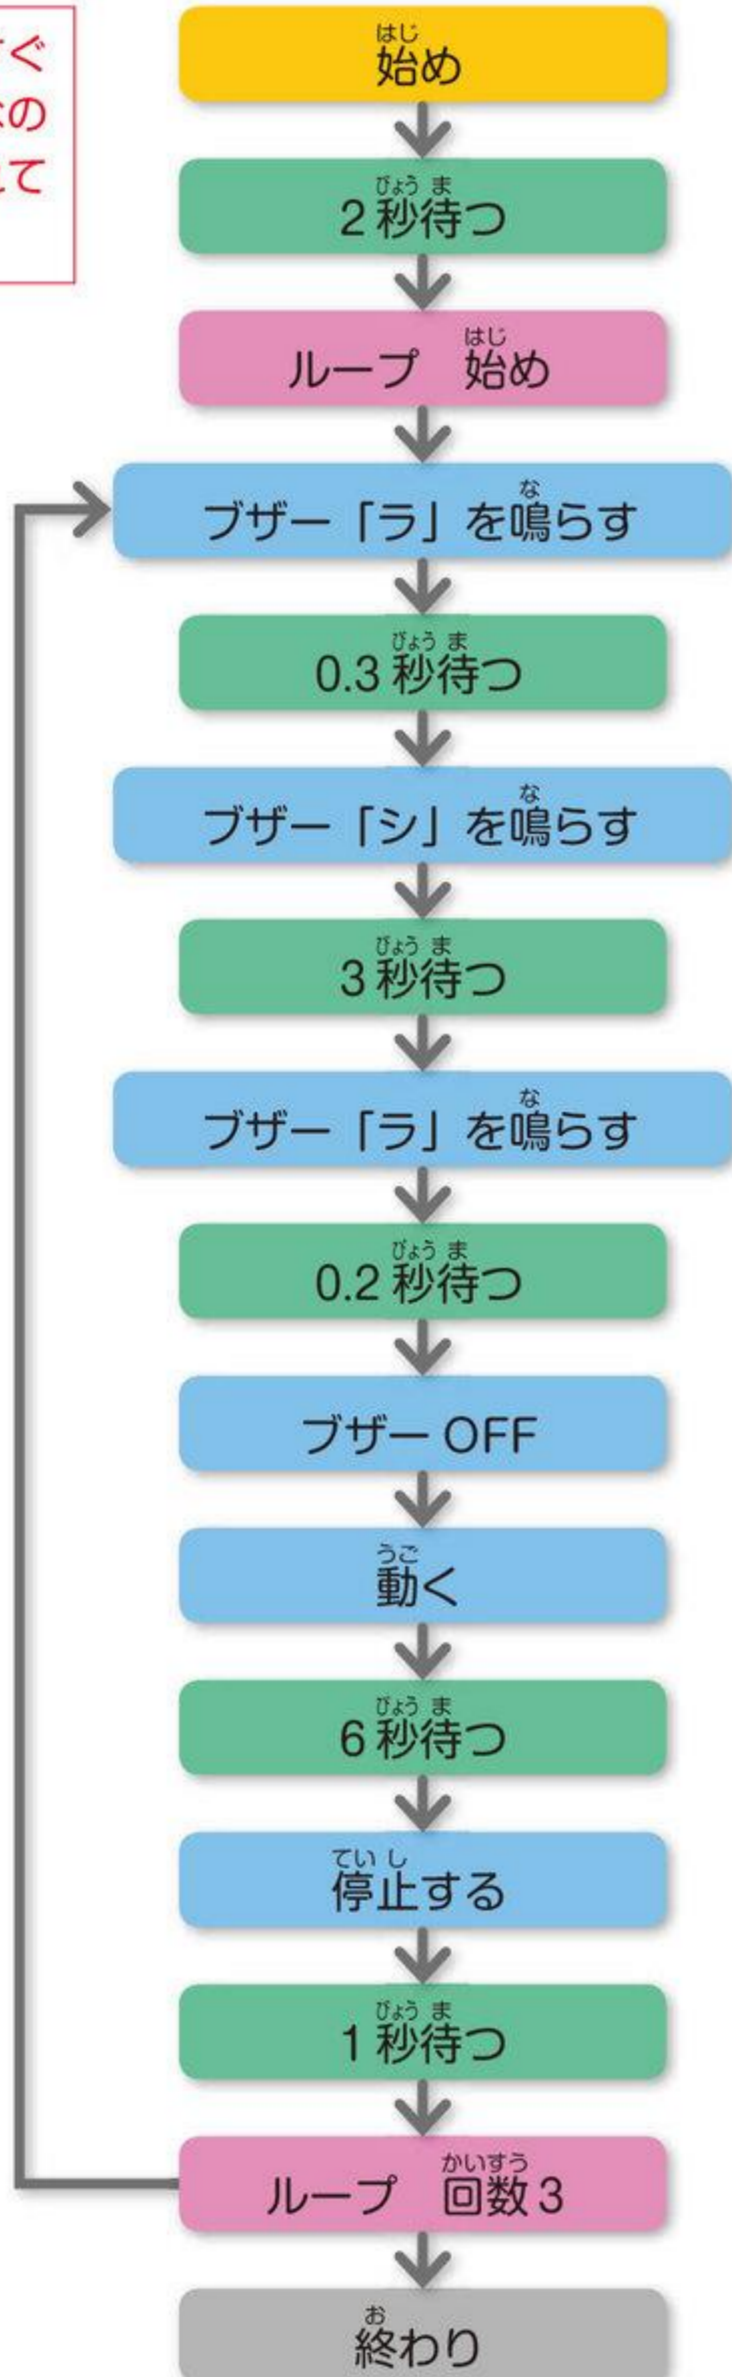 始め
2秒待つ
ループ 始め
ブザー「ラ」を鳴らす
0.3秒待つ
ブザー「シ」を鳴らす
3秒待つ
ブザー「ラ」を鳴らす
0.2秒待つ
ブザーOFF
動く
6秒待つ
停止する
1秒待つ
ループ 回数3
終わり